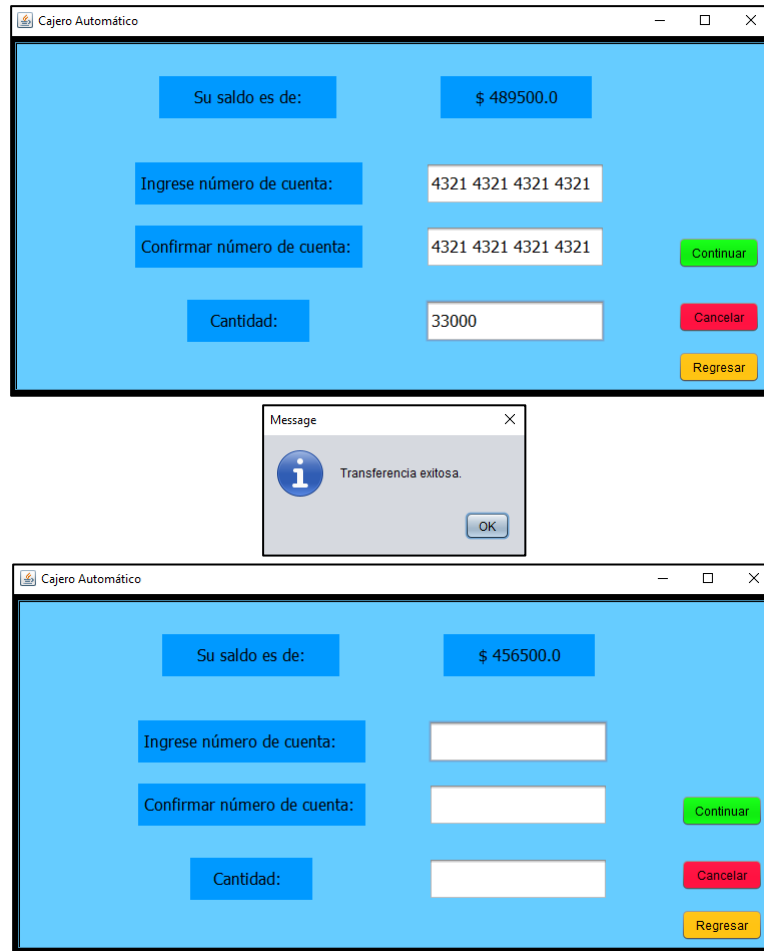 Cajero Automático
Su saldo es de: $ 489500.0
Ingrese número de cuenta: 4321 4321 4321 4321
Confirmar número de cuenta: 4321 4321 4321 4321
Continuar
Cantidad: 33000
Cancelar
Regresar
Message
Transferencia exitosa.
OK
Cajero Automático
Su saldo es de: $ 456500.0
Ingrese número de cuenta:
Confirmar número de cuenta:
Continuar
Cantidad:
Cancelar
Regresar